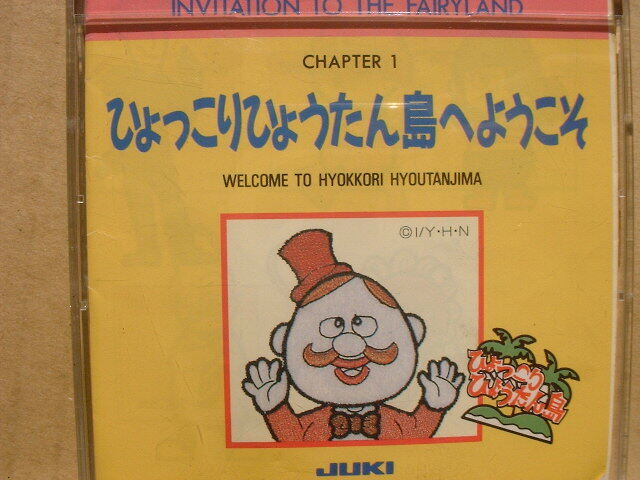 INVITATION TO THE FAIRYLAND
CHAPTER 1
ひょっこりひょうたん島へようこそ
WELCOME TO HYOKKORI HYOUTANJIMA
©I/Y・H・N
ひょっこり
ひょうたん島
JUKI